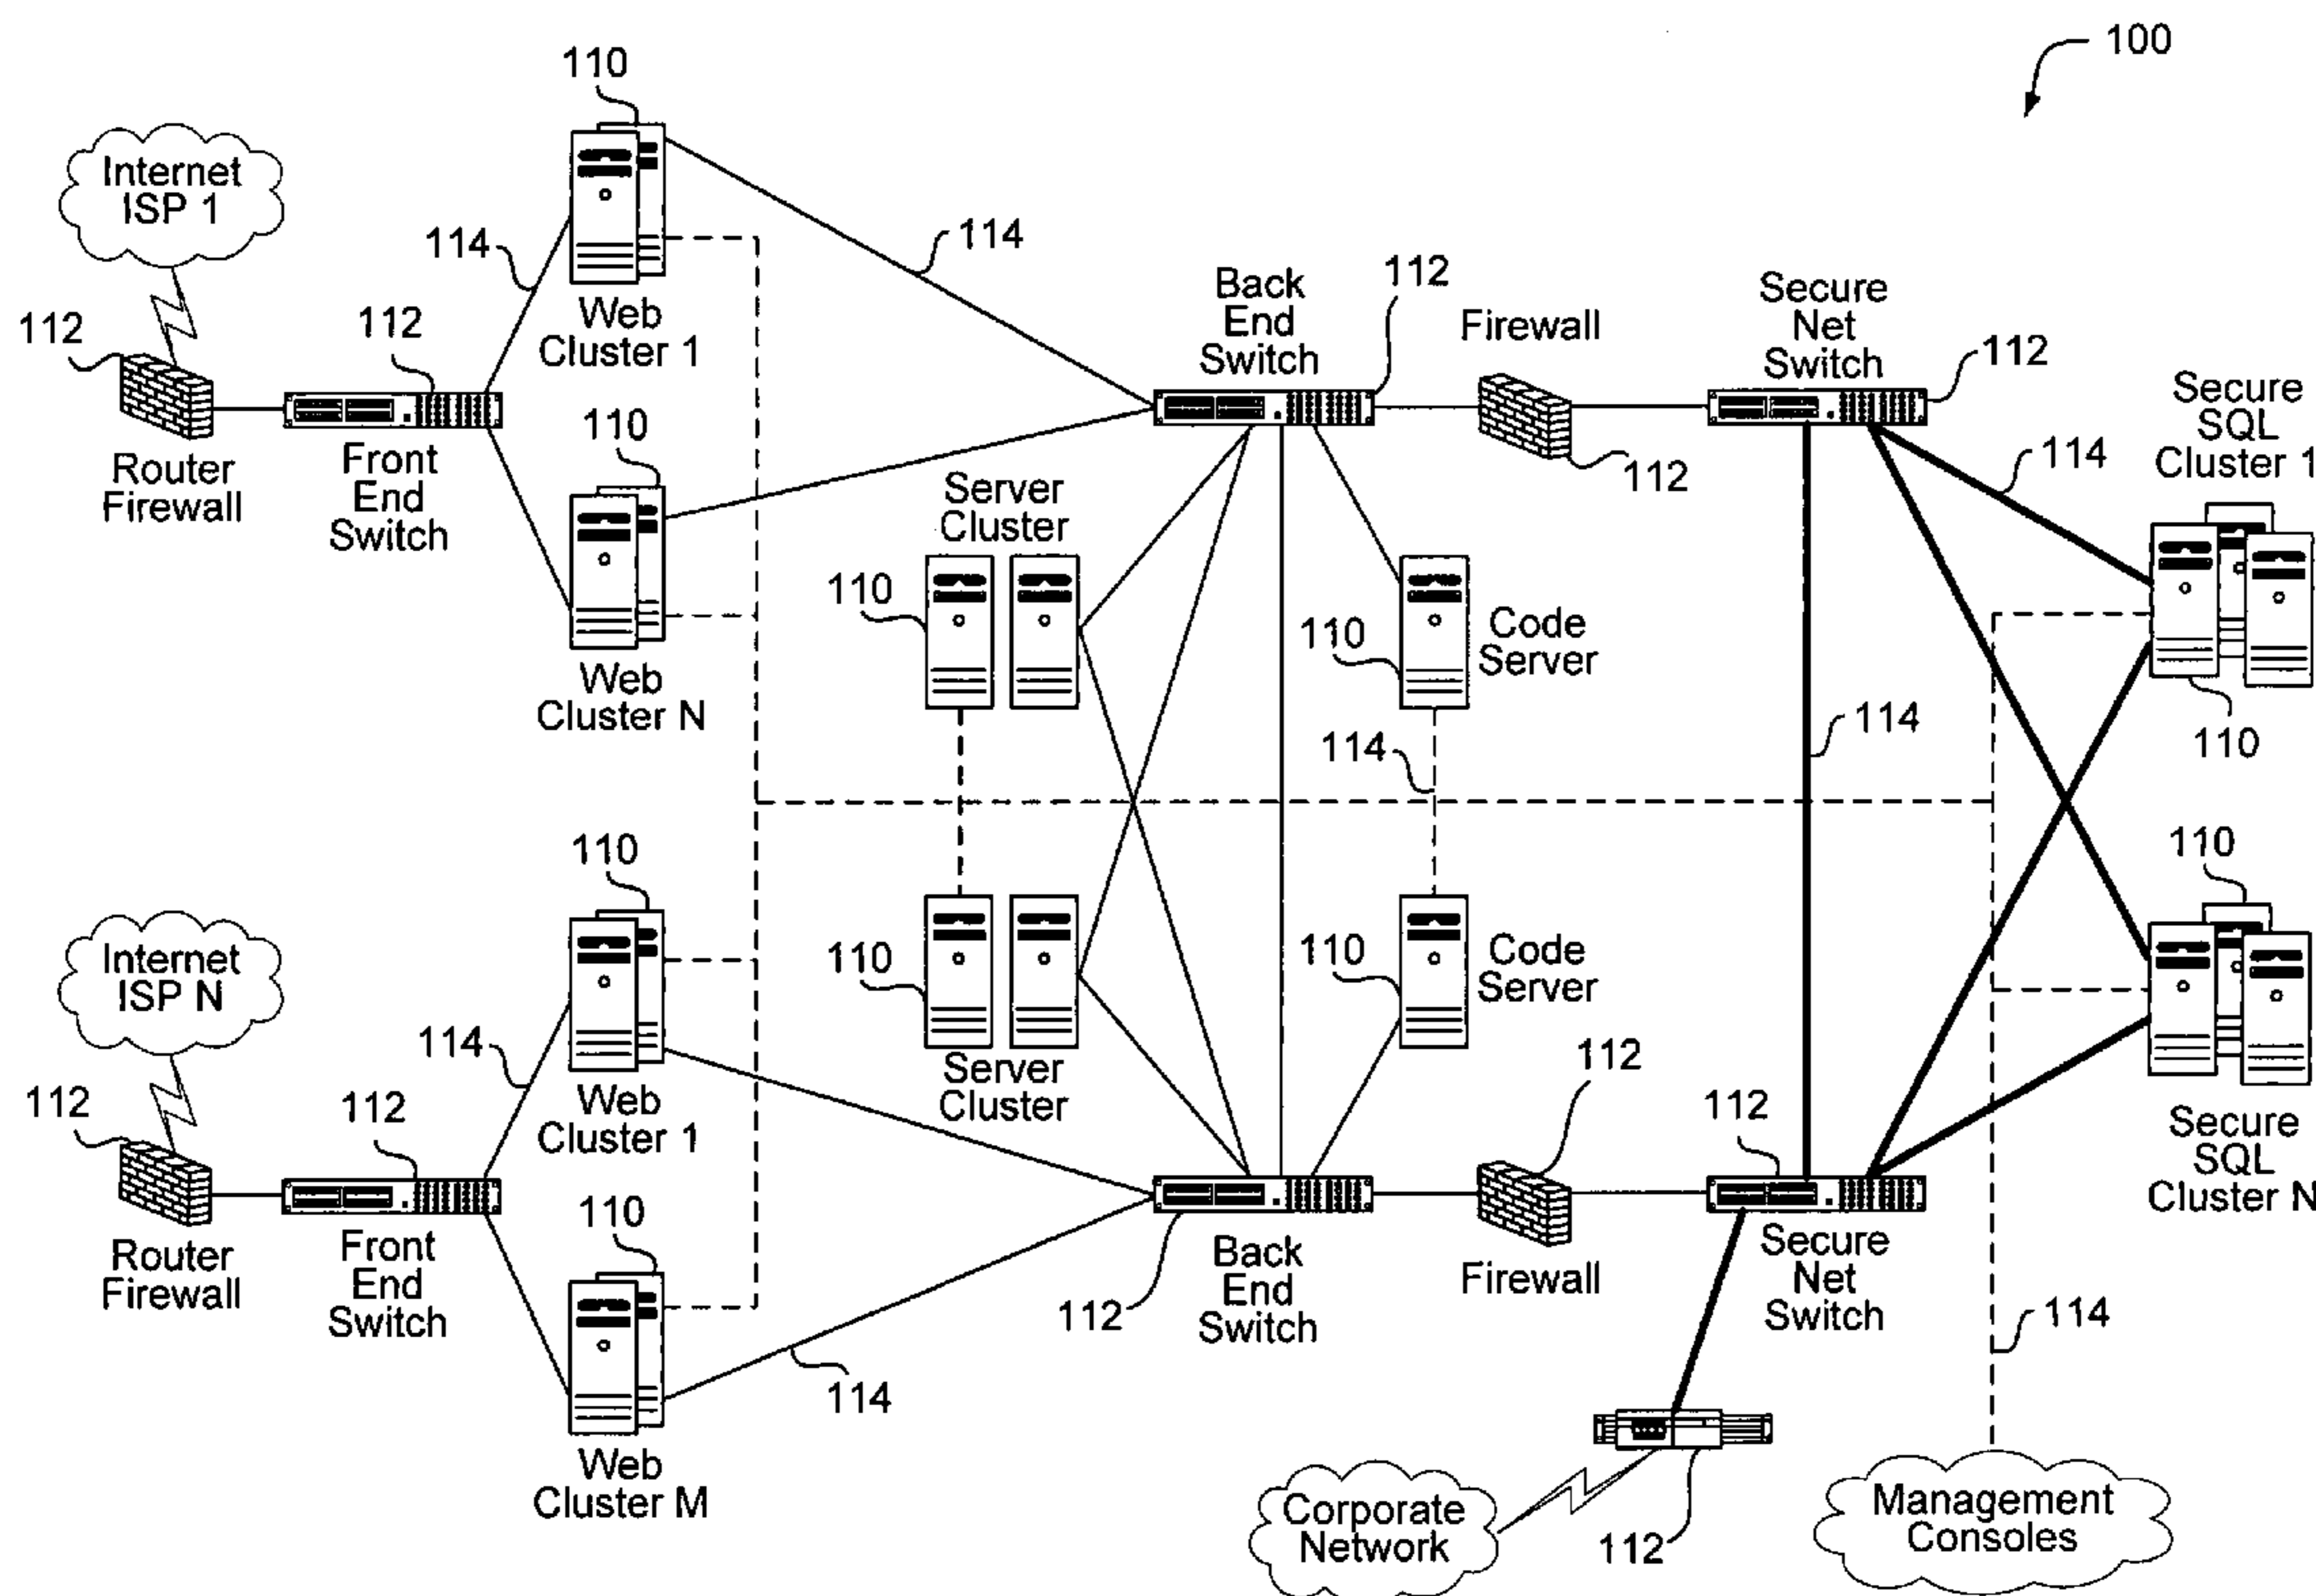 100
110
Internet
ISP 1
114
114
112
112
Web
Cluster 1
Back
End
Switch
112
Firewall
Secure
Net
Switch
112
Router
Firewall
Front
End
Switch
110
112
Secure
SQL
Cluster 1
114
Server
Cluster
110
110
Code
Server
Web
Cluster N
114
114
110
110
110
Internet
ISP N
110
110
Code
Server
114
112
112
Web
Cluster 1
Server
Cluster
112
112
Secure
SQL
Cluster N
Router
Firewall
Front
End
Switch
110
112
Back
End
Switch
Firewall
Secure
Net
Switch
114
114
Web
Cluster M
Corporate
Network
112
Management
Consoles